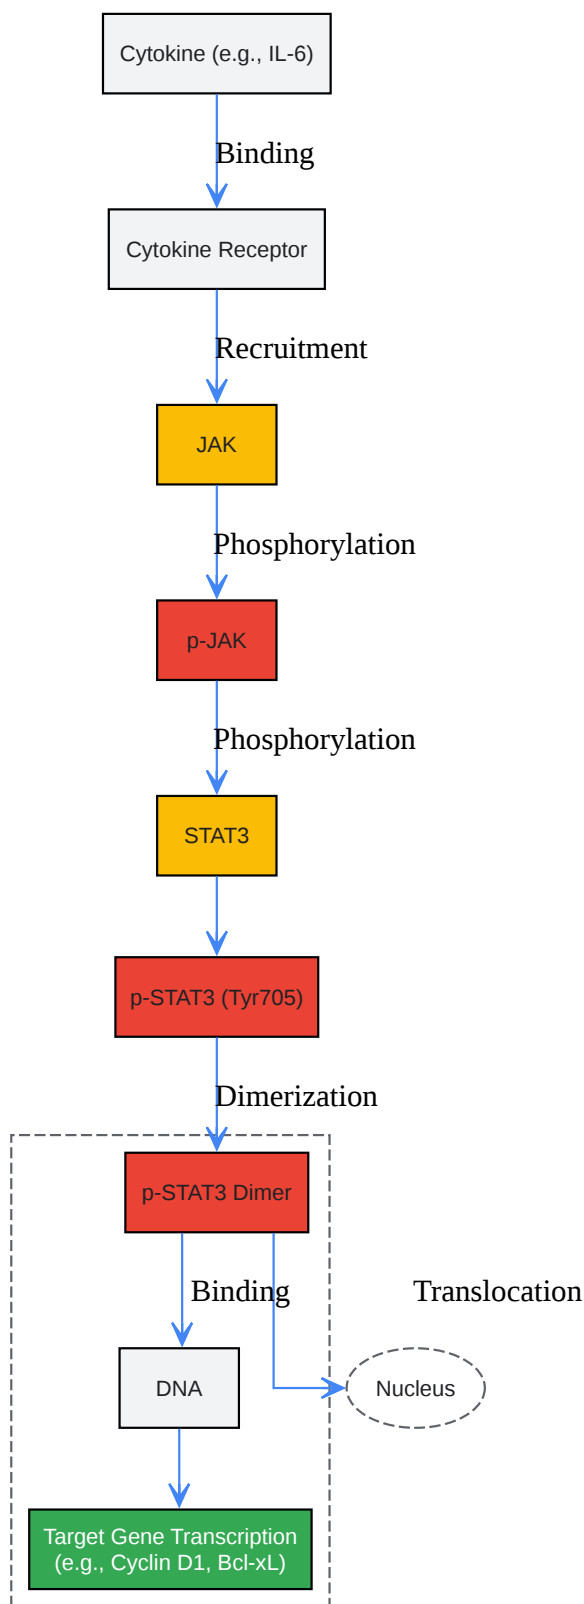 Cytokine (e.g., IL-6)
Binding
Cytokine Receptor
Recruitment
JAK
Phosphorylation
p-JAK
Phosphorylation
STAT3
p-STAT3 (Tyr705)
Dimerization
p-STAT3 Dimer
Binding
Translocation
DNA
Nucleus
Target Gene Transcription
(e.g., Cyclin D1, Bcl-xL)